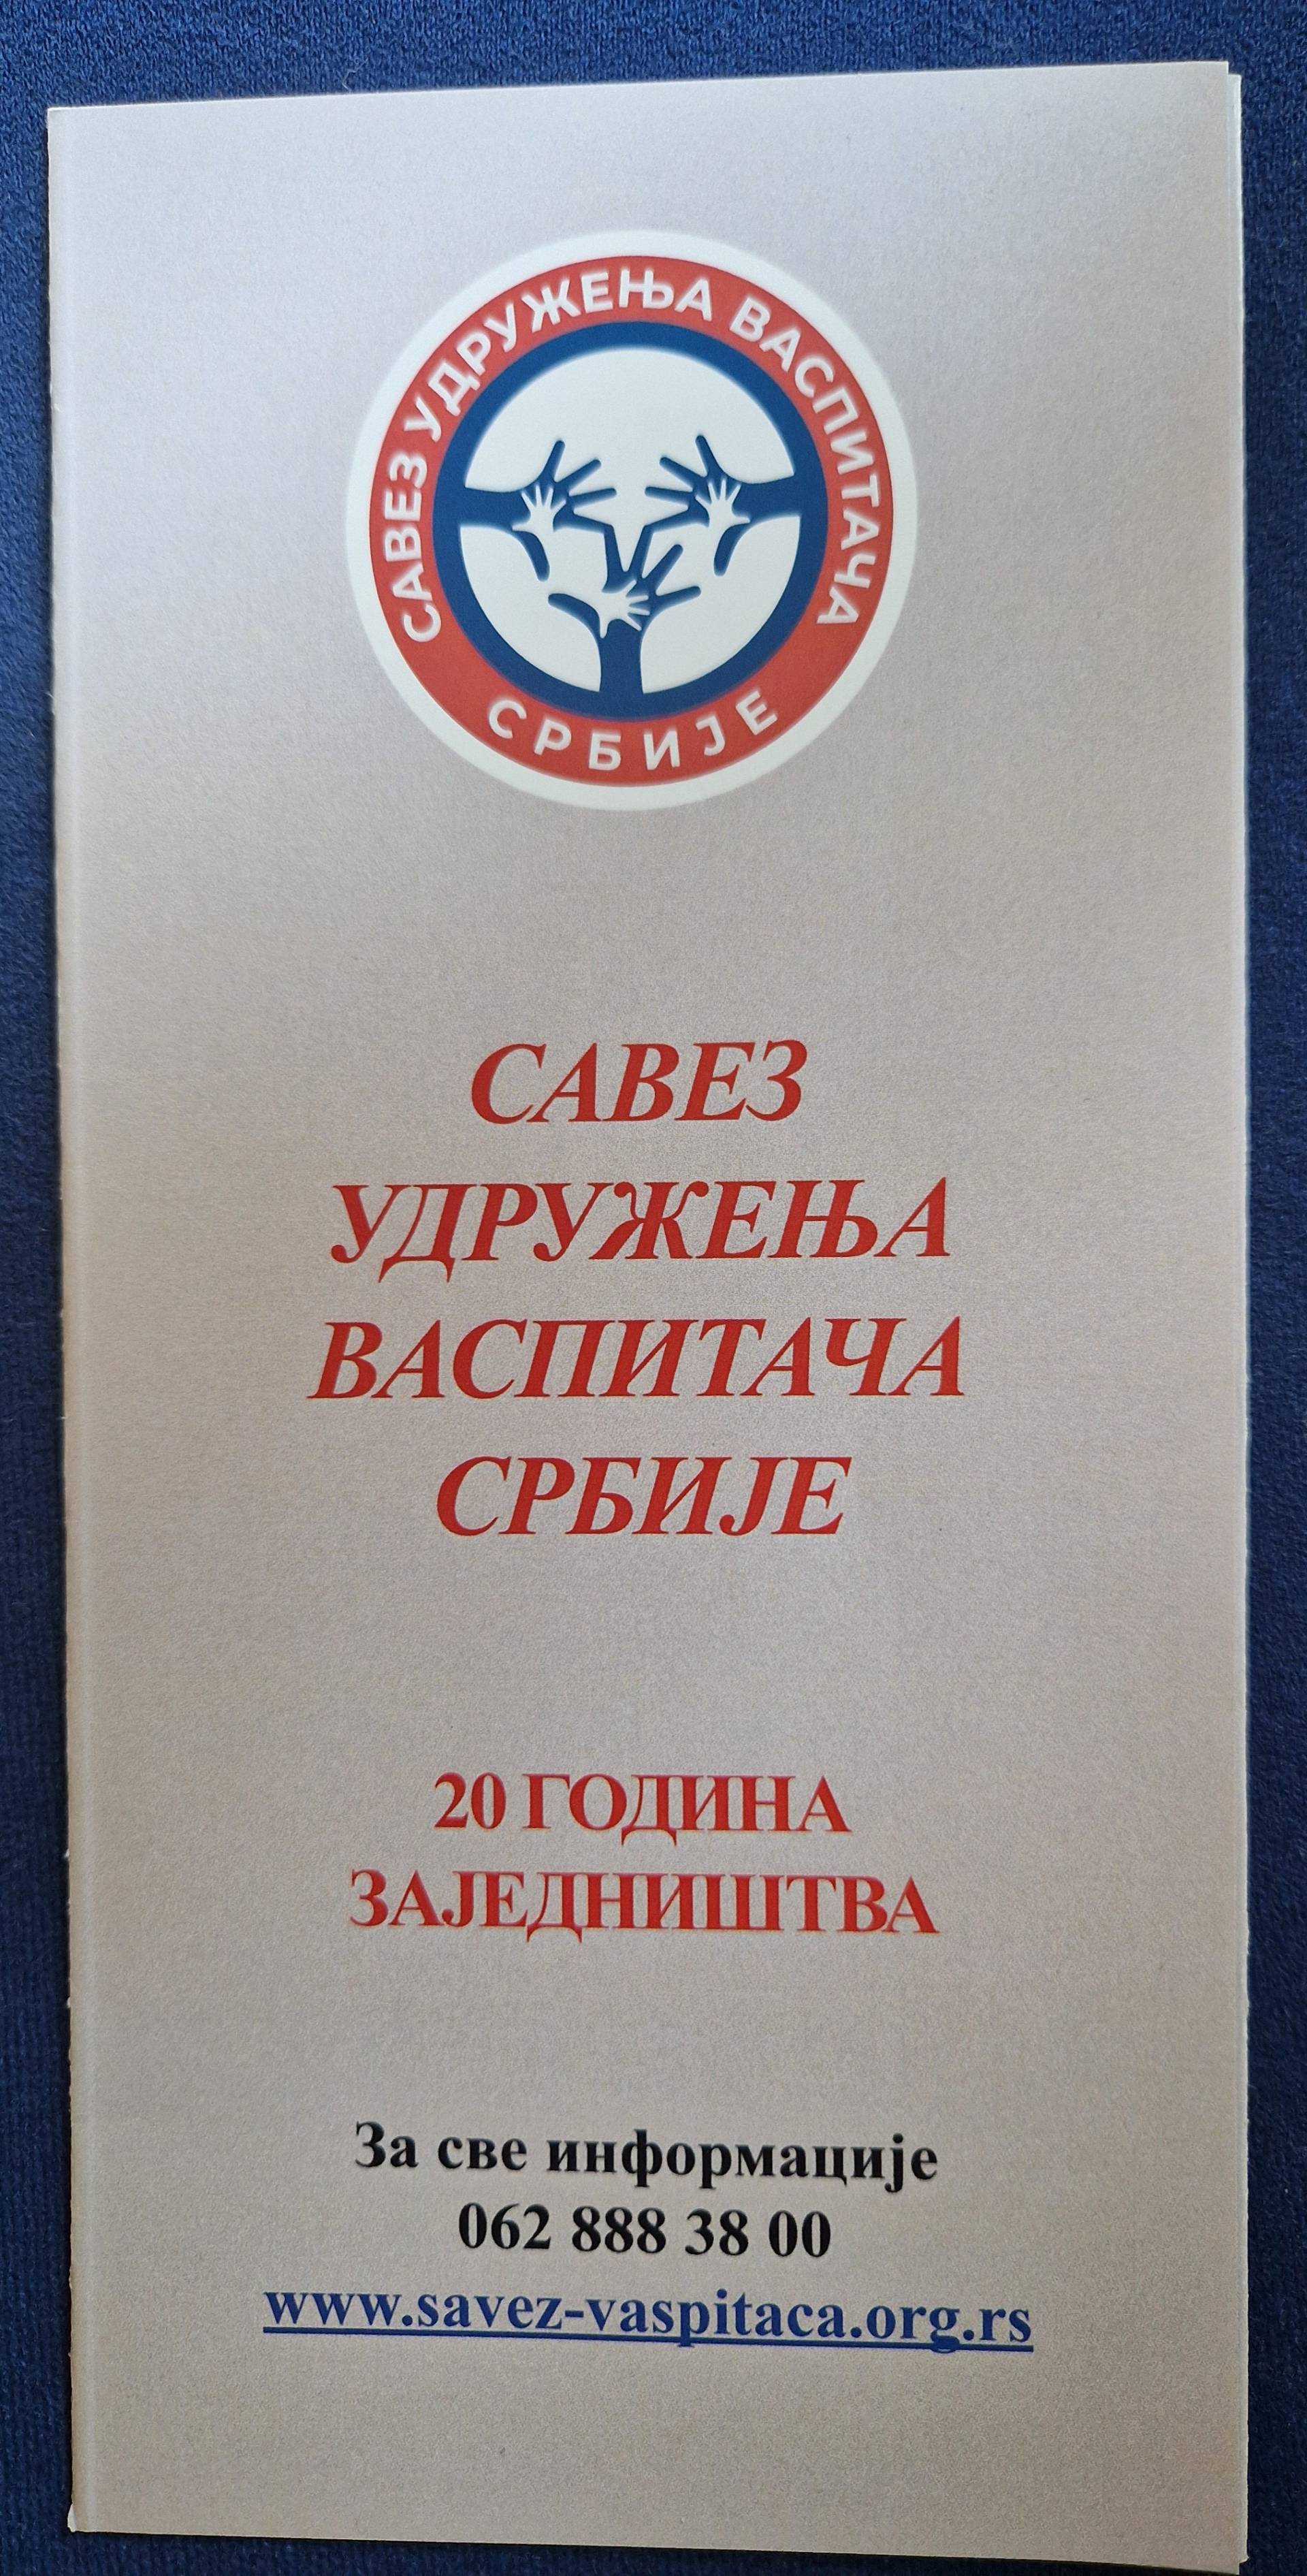 САВЕЗ УДРУЖЕЊА ВАСПИТАЧА
СРБИЈЕ
САВЕЗ
УДРУЖЕЊА
ВАСПИТАЧА
СРБИЈЕ
20 ГОДИНА
ЗАЈЕДНИШТВА
За све информације
062 888 38 00
www.savez-vaspitaca.org.rs